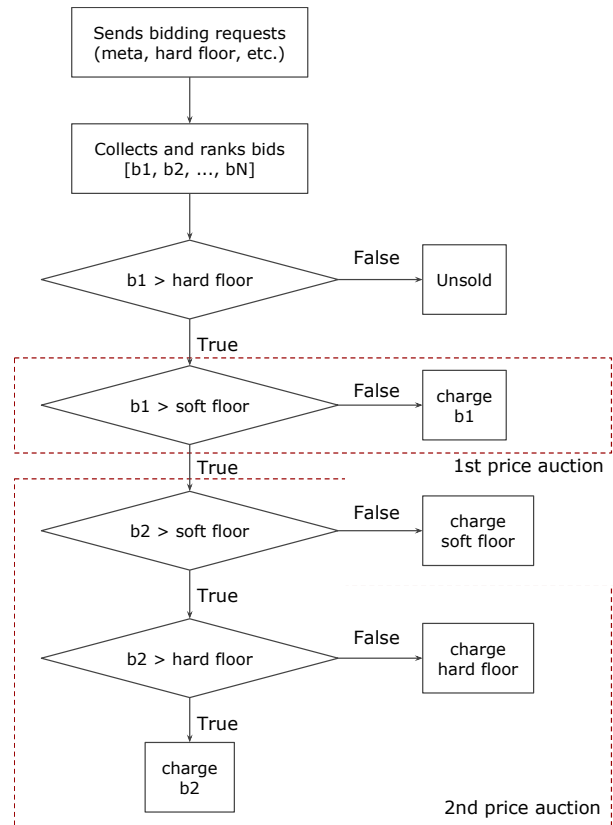 Sends bidding requests
(meta, hard floor, etc.)
Collects and ranks bids
[b1, b2, ..., bN]
b1 > hard floor
False
Unsold
True
b1 > soft floor
False
charge
b1
1st price auction
True
b2 > soft floor
False
charge
soft floor
True
b2 > hard floor
False
charge
hard floor
True
charge
b2
2nd price auction